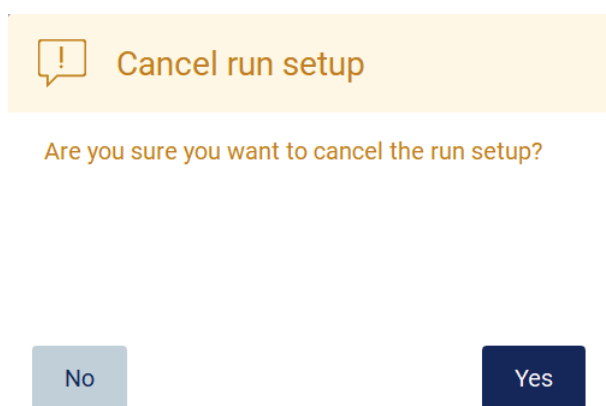 Cancel run setup
Are you sure you want to cancel the run setup?
No
Yes